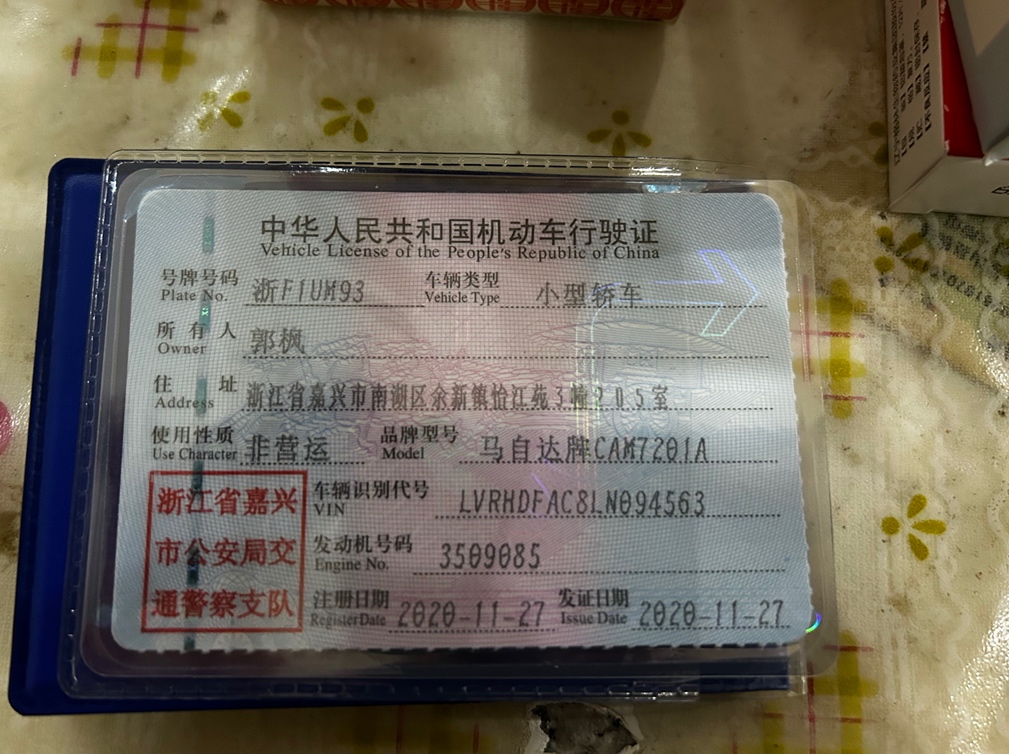 中华人民共和国机动车行驶证
Vehicle License of the People's Republic of China
号牌号码 浙F1UM93 车辆类型 小型轿车
Plate No. Vehicle Type
所有人 郭枫
Owner
住址 浙江省嘉兴市南湖区余新镇怡江苑3幢205室
Address
使用性质 非营运 品牌型号 马自达牌CAM7201A
Use Character Model
浙江省嘉兴
市公安局交
通警察支队
车辆识别代号 LVRHDFAC8LN094563
VIN
发动机号码 3509085
Engine No.
注册日期 2020-11-27 发证日期 2020-11-27
Register Date Issue Date